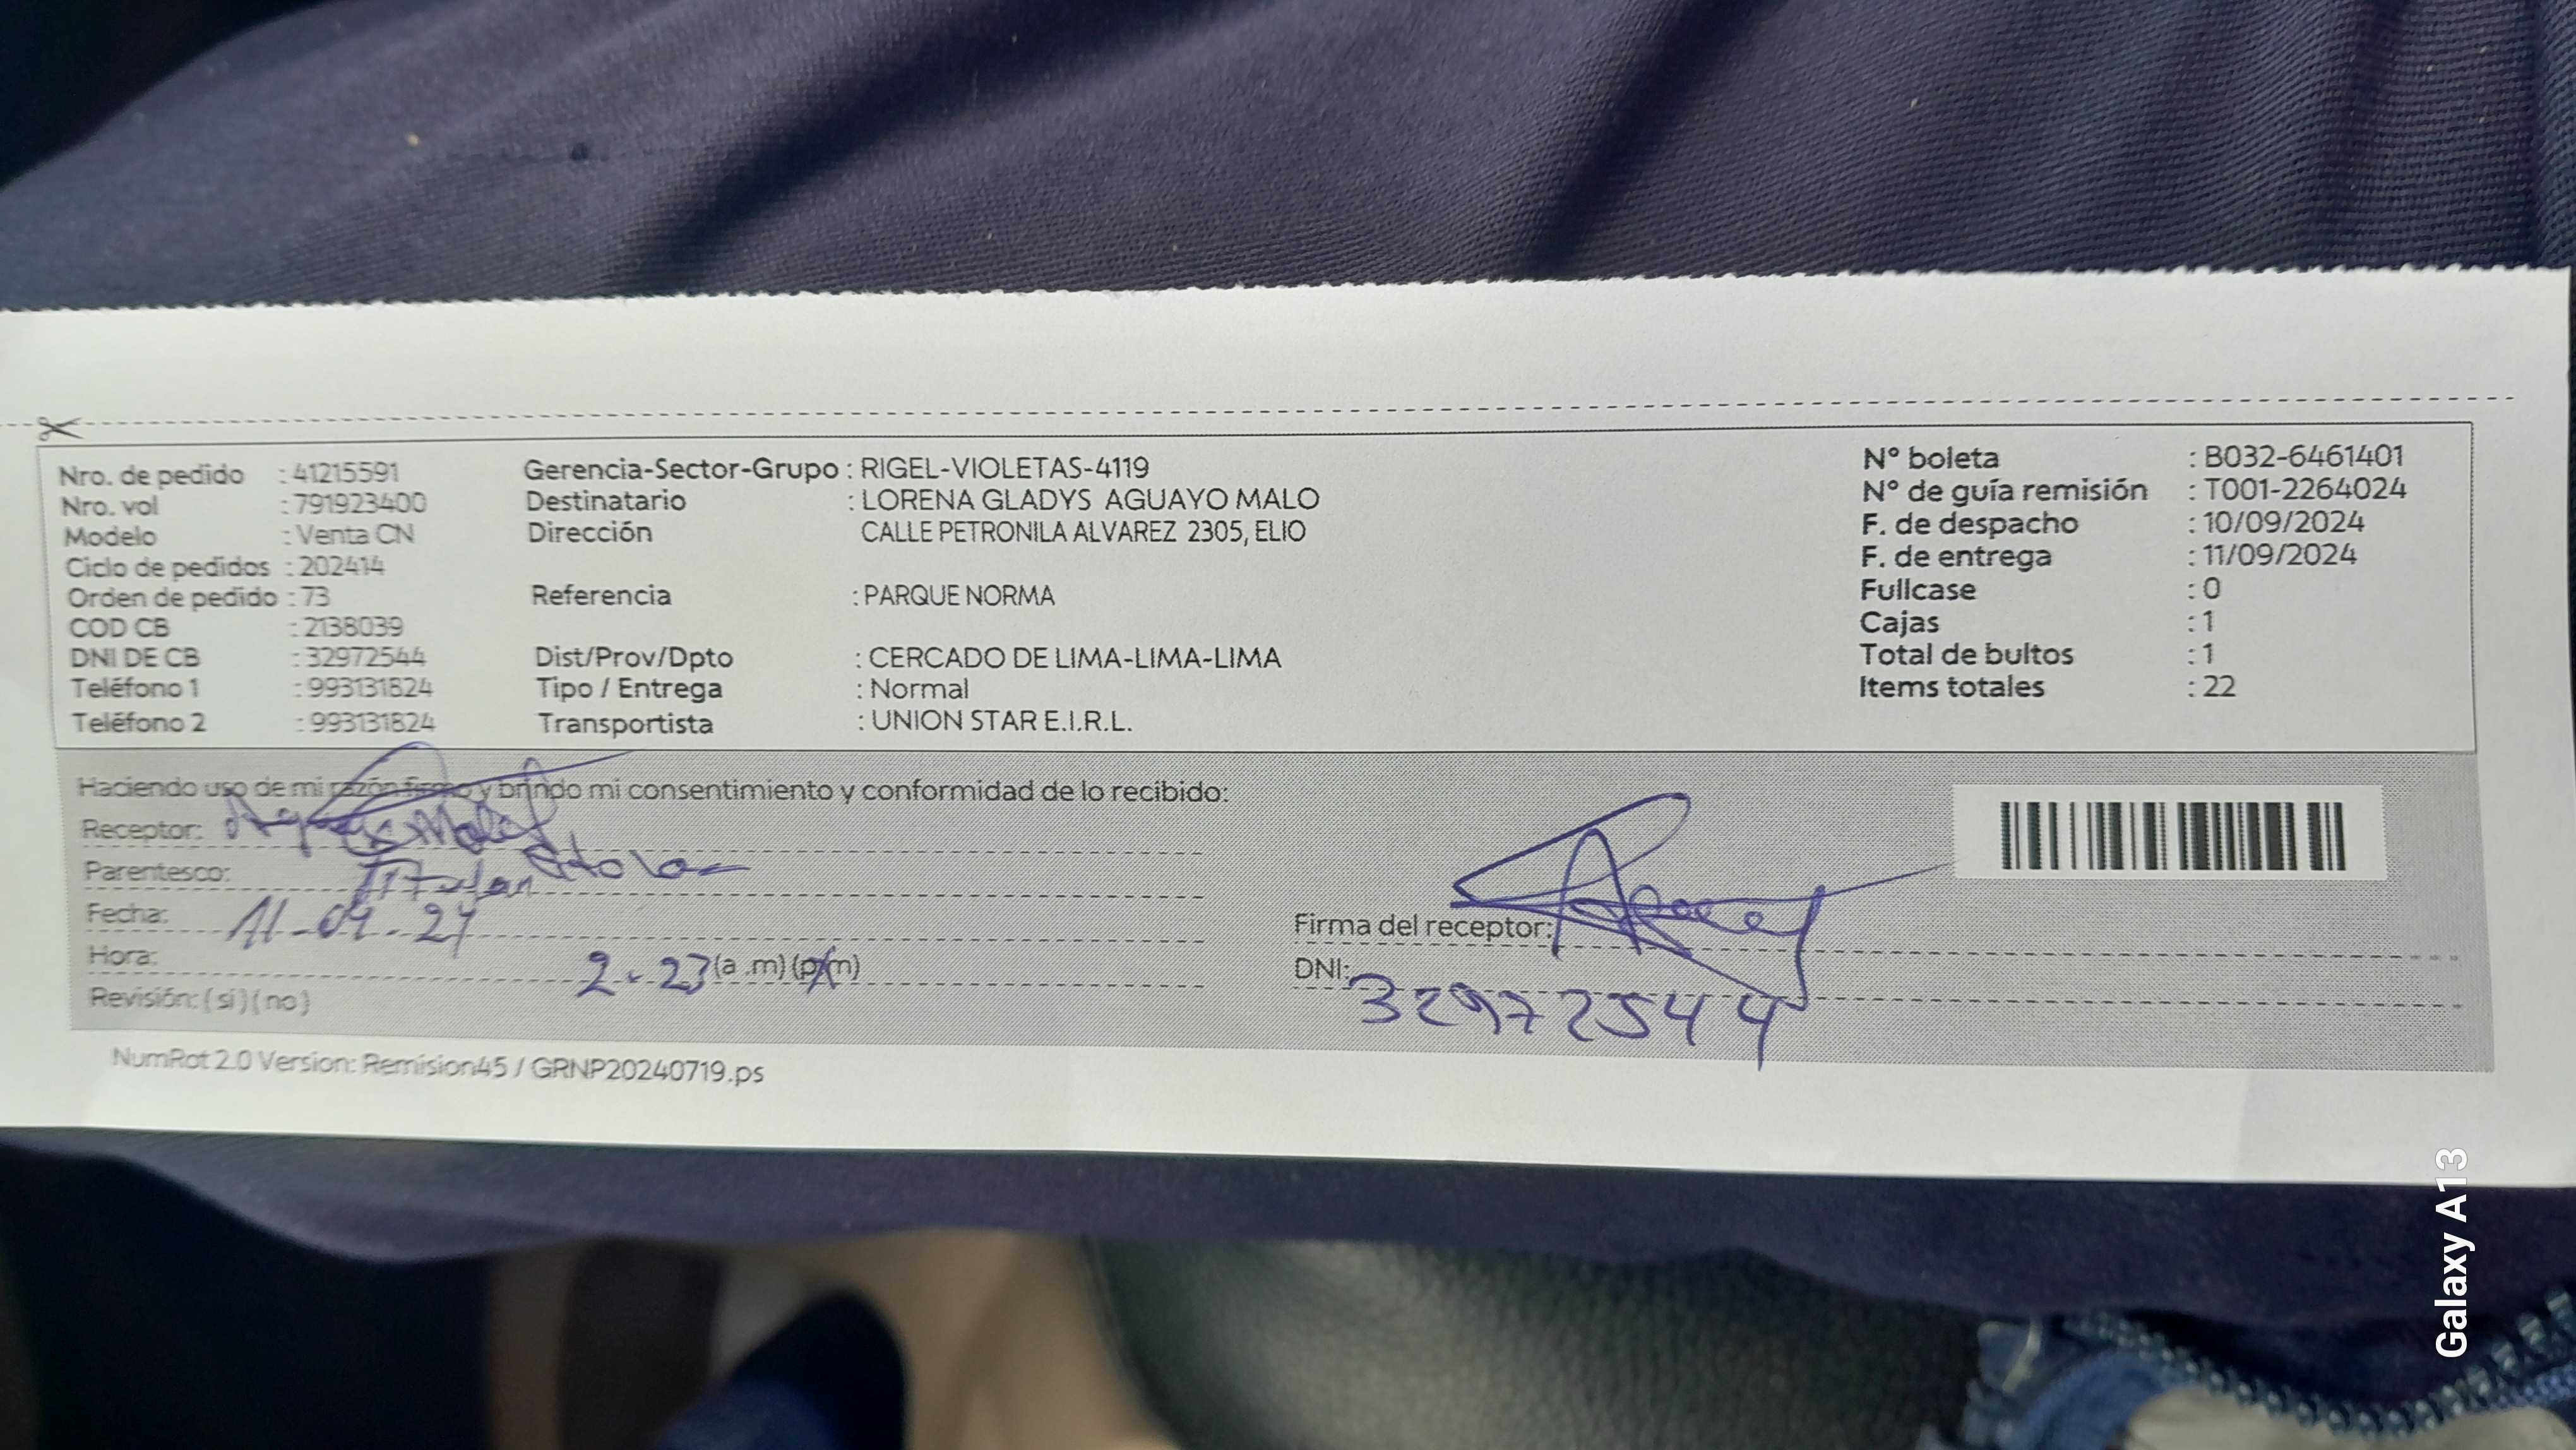 Nro. de pedido : 41215591 Gerencia-Sector-Grupo : RIGEL-VIOLETAS-4119 N° boleta : B032-6461401
Nro. vol : 791923400 Destinatario : LORENA GLADYS AGUAYO MALO N° de guía remisión : T001-2264024
Modelo : Venta CN Dirección CALLE PETRONILA ALVAREZ 2305, ELIO F. de despacho : 10/09/2024
Ciclo de pedidos : 202414 F. de entrega : 11/09/2024
Orden de pedido : 73 Referencia : PARQUE NORMA Fullcase : 0
COD CB : 2138039 Cajas : 1
DNI DE CB : 32972544 Dist/Prov/Dpto : CERCADO DE LIMA-LIMA-LIMA Total de bultos : 1
Teléfono 1 : 993131824 Tipo / Entrega : Normal Items totales : 22
Teléfono 2 : 993131824 Transportista : UNION STAR E.I.R.L.
Haciendo uso de mi razón firmo y brindo mi consentimiento y conformidad de lo recibido:
Receptor: Malo
Parentesco: Titular
Fecha: 11-09-24
Firma del receptor:
Hora: 2.23 (a .m) (p.m)
DNI: 32972544
Revisión: ( si ) ( no )
NumRot 2.0 Version: Remision45 / GRNP20240719.ps
Galaxy A13